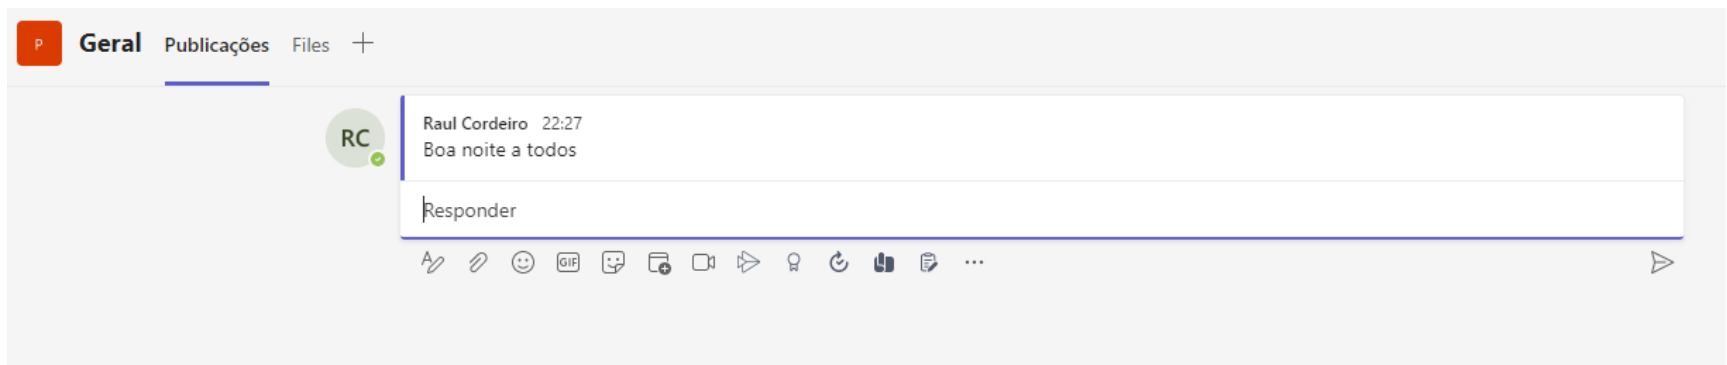 P Geral Publicações Files
RC
Raul Cordeiro 22:27
Boa noite a todos
Responder
GIF